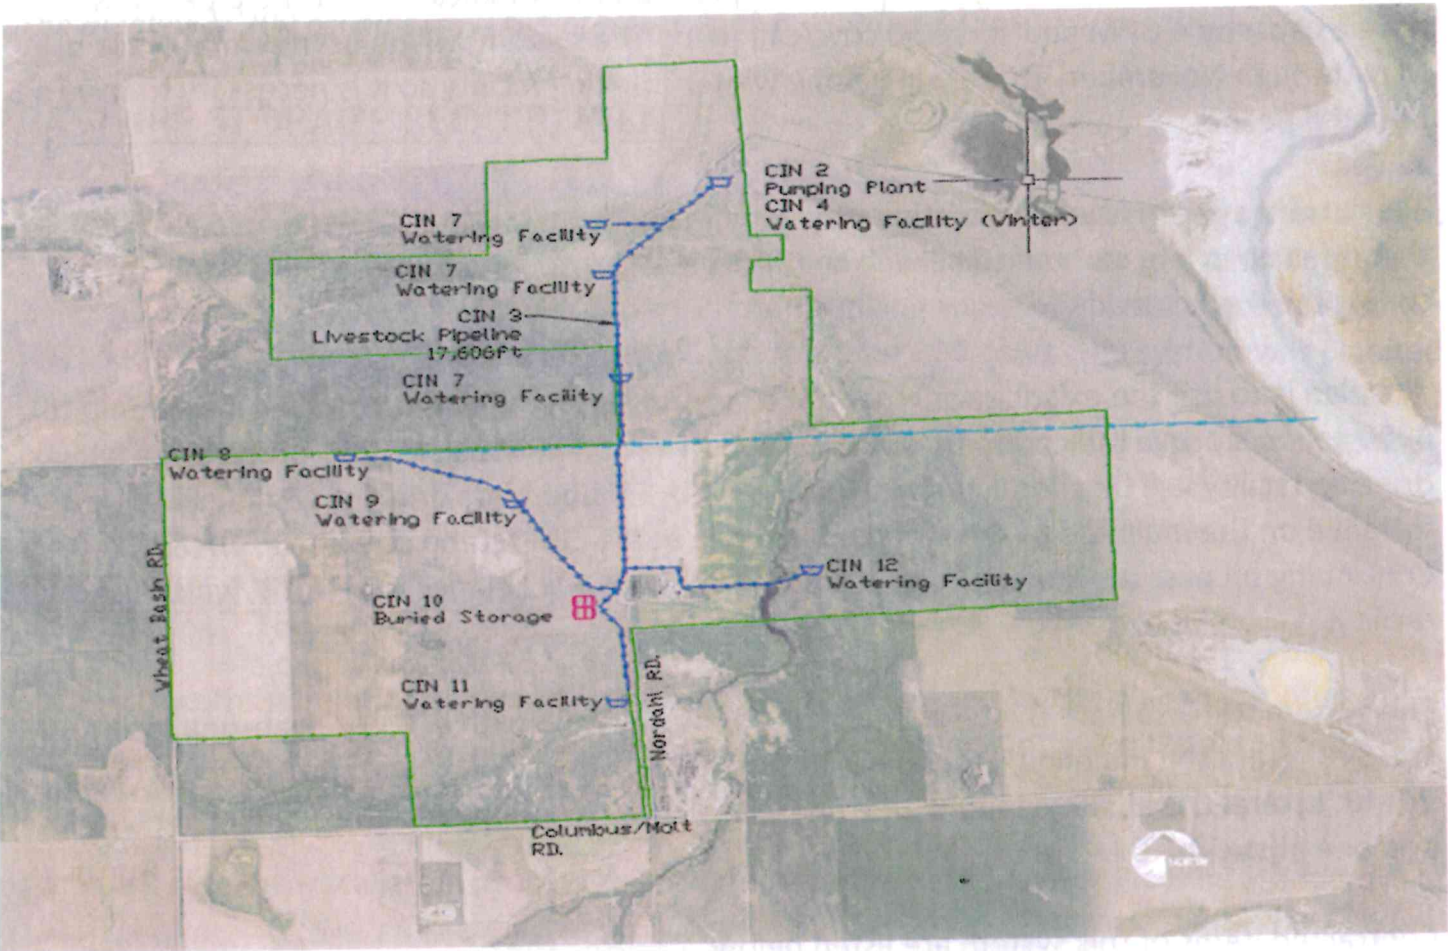 CIN 2
Pumping Plant
CIN 4
Watering Facility (Winter)
CIN 7
Watering Facility
CIN 7
Watering Facility
CIN 3
Livestock Pipeline
17,606ft
CIN 7
Watering Facility
CIN 8
Watering Facility
CIN 9
Watering Facility
CIN 12
Watering Facility
CIN 10
Buried Storage
CIN 11
Watering Facility
Wheat Bash RD.
Nordahl RD.
Columbus/Molt
RD.
NORTH